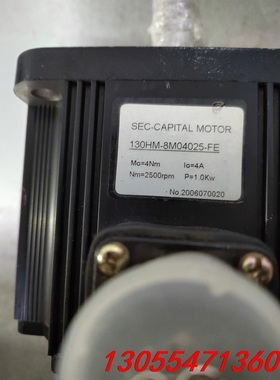 SEC-CAPITAL MOTOR
130HM-8M04025-FE
Mo=4Nm Io=4A
Nm=2500rpm P=1.0Kw
No.2006070020
13055471360